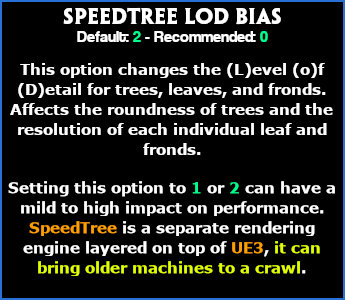 SPEEDTREE LOD BIAS
Default: 2 - Recommended: 0
This option changes the (L)evel (o)f
(D)etail for trees, leaves, and fronds.
Affects the roundness of trees and the
resolution of each individual leaf and
fronds.
Setting this option to 1 or 2 can have a
mild to high impact on performance.
SpeedTree is a separate rendering
engine layered on top of UE3, it can
bring older machines to a crawl.